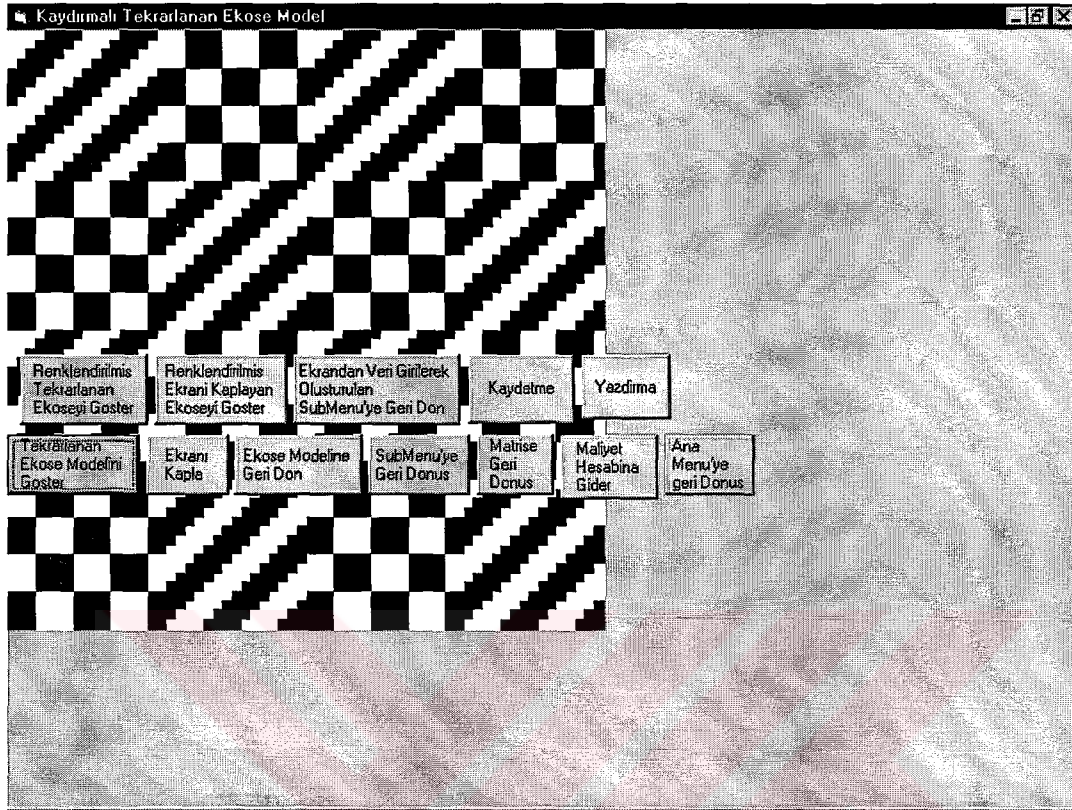 Kaydırmalı Tekrarlanan Ekose Model
Renklendirilmis
Tekrarlanan
Ekoseyi Goster
Renklendirilmis
Ekrani Kaplayan
Ekoseyi Goster
Ekrandan Veri Girilerek
Olusturulan
SubMenu'ye Geri Don
Kaydetme
Yazdirma
Tekrarlanan
Ekose Modelini
Goster
Ekranı
Kapla
Ekose Modeline
Geri Don
SubMenu'ye
Geri Donus
Matrise
Geri
Donus
Maliyet
Hesabina
Gider
Ana
Menu'ye
geri Donus